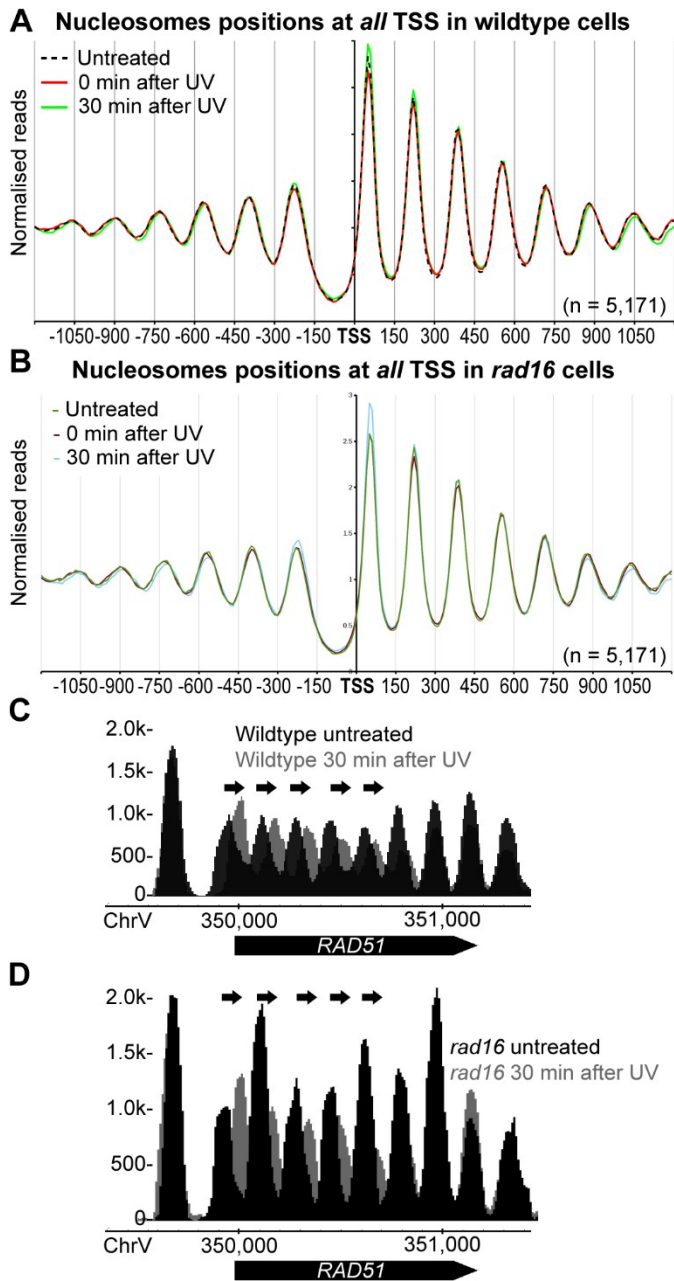 A
Nucleosomes positions at all TSS in wildtype cells
Untreated
0 min after UV
30 min after UV
Normalised reads
(n = 5,171)
-1050 -900 -750 -600 -450 -300 -150 TSS 150 300 450 600 750 900 1050
B
Nucleosomes positions at all TSS in rad16 cells
Untreated
0 min after UV
30 min after UV
Normalised reads
3
2.5
2
1.5
1
0.5
0
(n = 5,171)
-1050 -900 -750 -600 -450 -300 -150 TSS 150 300 450 600 750 900 1050
C
2.0k-
Wildtype untreated
Wildtype 30 min after UV
1.5k-
1.0k-
500-
0-
ChrV 350,000 351,000
RAD51
D
2.0k-
rad16 untreated
rad16 30 min after UV
1.5k-
1.0k-
500-
0-
ChrV 350,000 351,000
RAD51